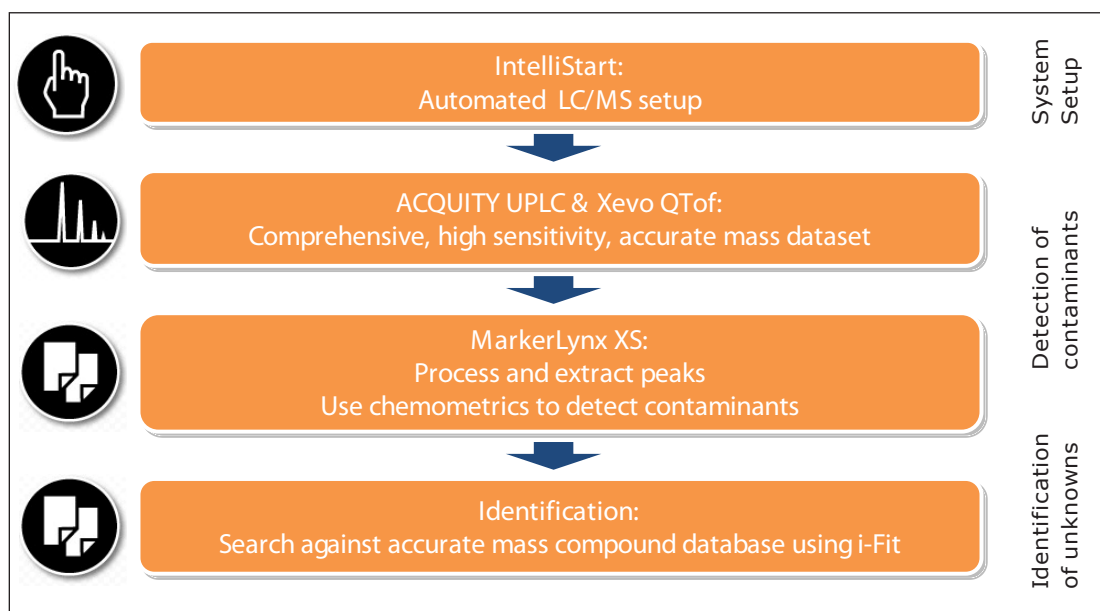 IntelliStart:
Automated LC/MS setup
System
Setup
ACQUITY UPLC & Xevo QTof:
Comprehensive, high sensitivity, accurate mass dataset
MarkerLynx XS:
Process and extract peaks
Use chemometrics to detect contaminants
Detection of
contaminants
Identification:
Search against accurate mass compound database using i-Fit
Identification
of unknowns